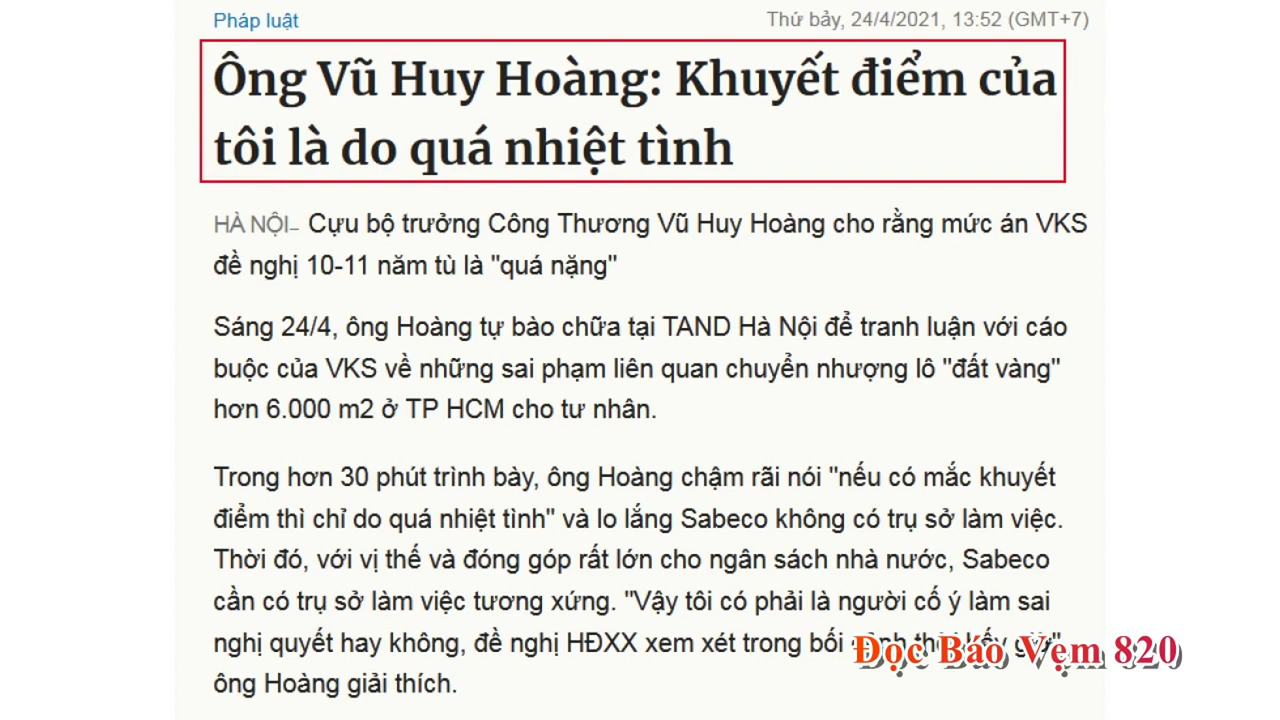 Pháp luật
Thứ bảy, 24/4/2021, 13:52 (GMT+7)
Ông Vũ Huy Hoàng: Khuyết điểm của
tôi là do quá nhiệt tình
HÀ NỘI– Cựu bộ trưởng Công Thương Vũ Huy Hoàng cho rằng mức án VKS
đề nghị 10-11 năm tù là "quá nặng"
Sáng 24/4, ông Hoàng tự bào chữa tại TAND Hà Nội để tranh luận với cáo
buộc của VKS về những sai phạm liên quan chuyển nhượng lô "đất vàng"
hơn 6.000 m2 ở TP HCM cho tư nhân.
Trong hơn 30 phút trình bày, ông Hoàng chậm rãi nói "nếu có mắc khuyết
điểm thì chỉ do quá nhiệt tình" và lo lắng Sabeco không có trụ sở làm việc.
Thời đó, với vị thế và đóng góp rất lớn cho ngân sách nhà nước, Sabeco
cần có trụ sở làm việc tương xứng. "Vậy tôi có phải là người cố ý làm sai
nghị quyết hay không, đề nghị HĐXX xem xét trong bối
Đọc Báo Vẹm 820
ông Hoàng giải thích.